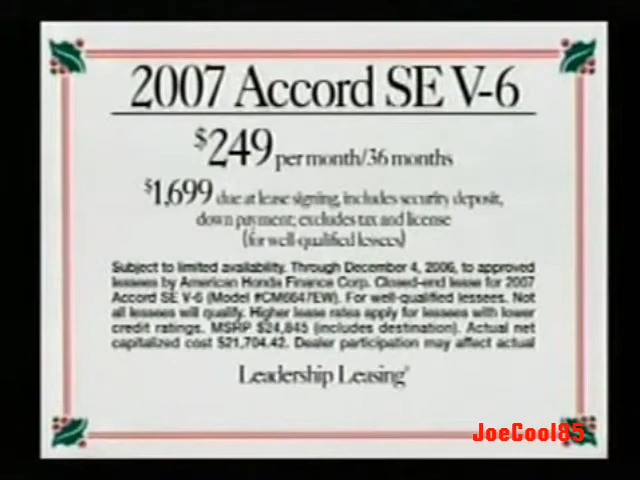 2007 Accord SE V-6
$249 per month/36 months
$1,699 due at lease signing, includes security deposit,
down payment; excludes tax and license
(for well-qualified lessees)
Subject to limited availability. Through December 4, 2006, to approved
lessees by American Honda Finance Corp. Closed-end lease for 2007
Accord SE V-6 (Model #CM6647EW). For well-qualified lessees. Not
all lessees will qualify. Higher lease rates apply for lessees with lower
credit ratings. MSRP $24,845 (includes destination). Actual net
capitalized cost $21,704.42. Dealer participation may affect actual
Leadership Leasing®
JoeCool85